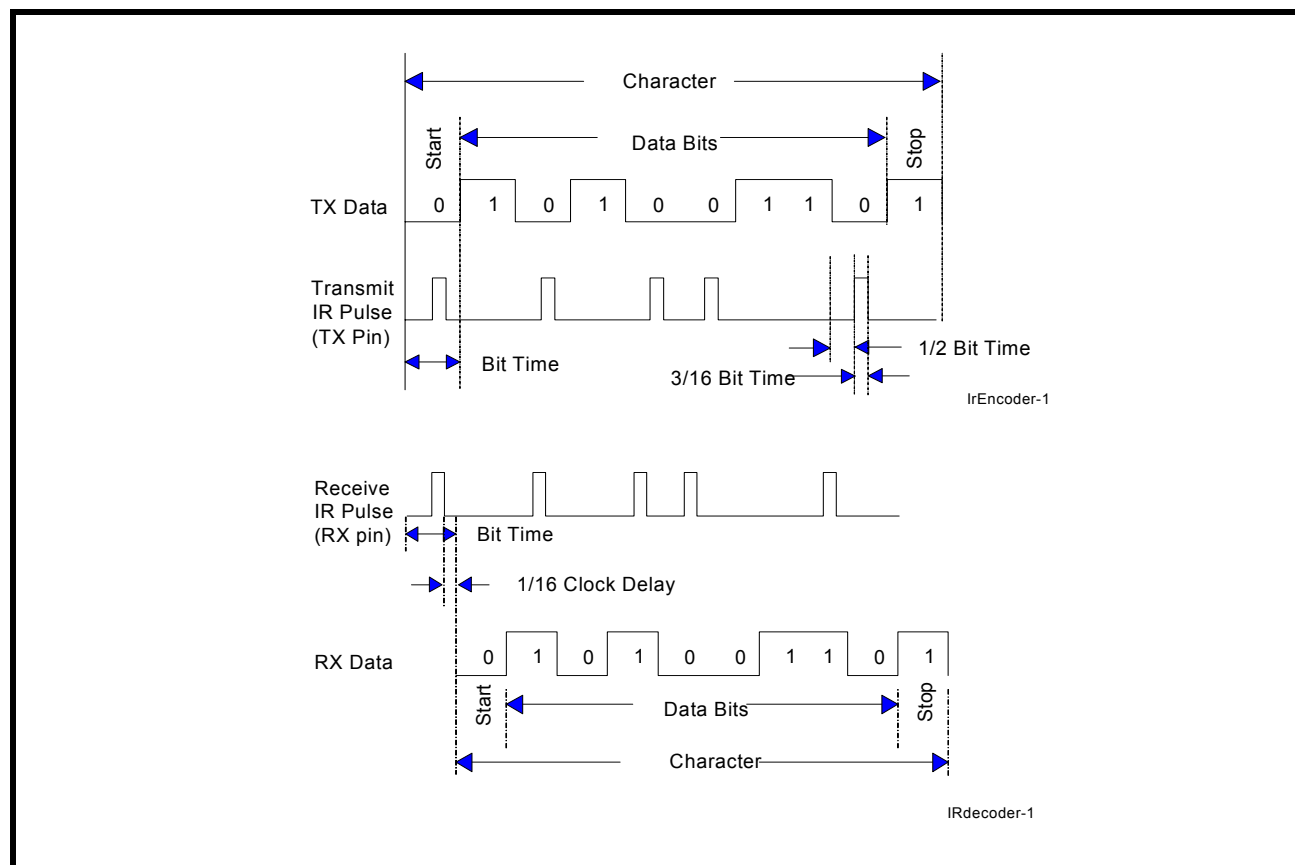 Character
Start
Data Bits
Stop
TX Data
0 1 0 1 0 0 1 1 0 1
Transmit
IR Pulse
(TX Pin)
Bit Time
1/2 Bit Time
3/16 Bit Time
IrEncoder-1
Receive
IR Pulse
(RX pin)
Bit Time
1/16 Clock Delay
RX Data
0 1 0 1 0 0 1 1 0 1
Start
Data Bits
Stop
Character
IRdecoder-1